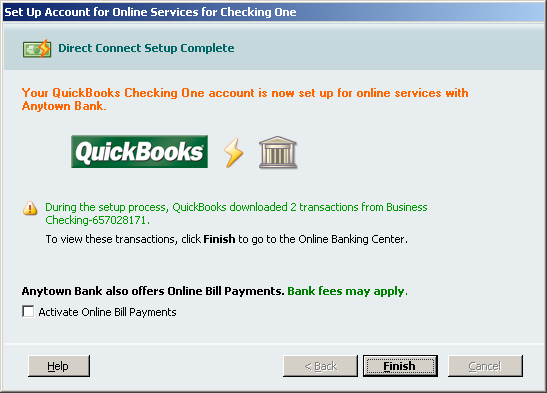 Set Up Account for Online Services for Checking One
Direct Connect Setup Complete
Your QuickBooks Checking One account is now set up for online services with
Anytown Bank.
QuickBooks
During the setup process, QuickBooks downloaded 2 transactions from Business
Checking-657028171.
To view these transactions, click Finish to go to the Online Banking Center.
Anytown Bank also offers Online Bill Payments. Bank fees may apply.
Activate Online Bill Payments
Help
< Back
Finish
Cancel